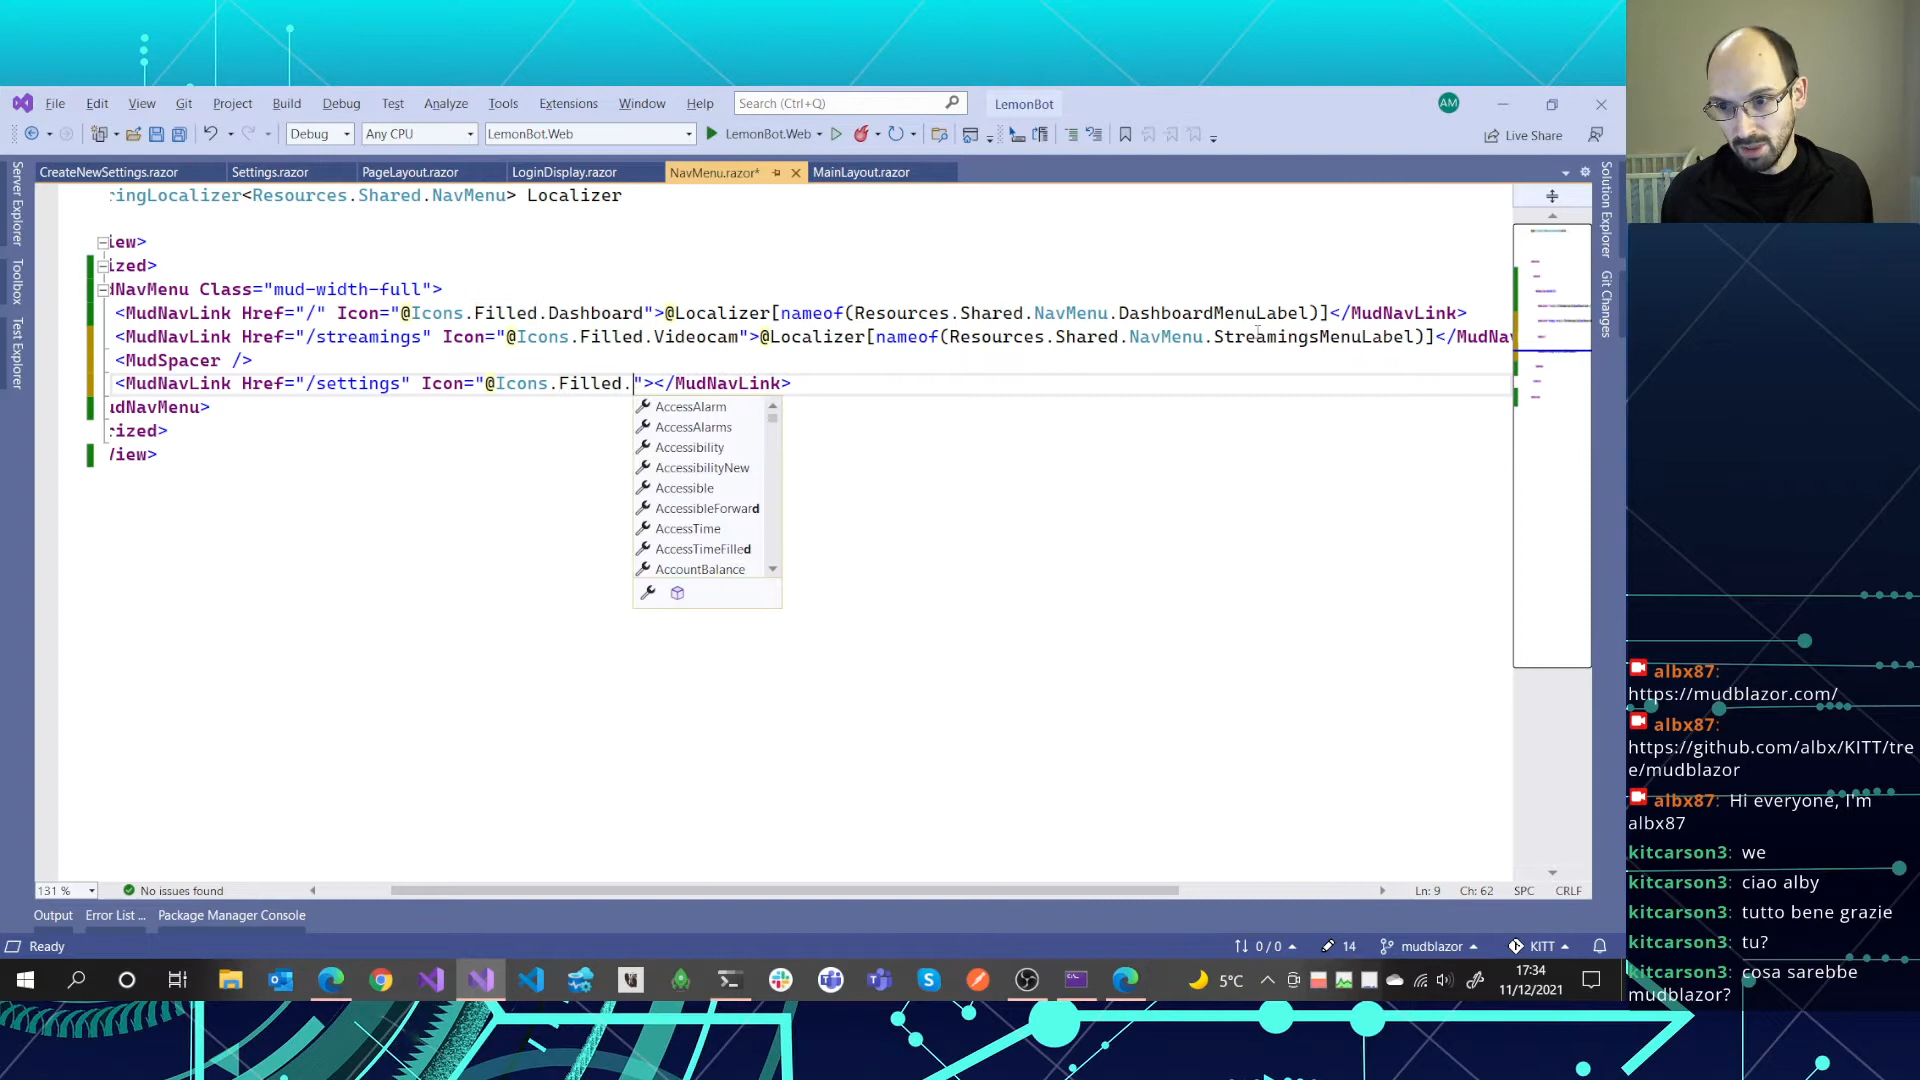 File Edit View Git Project Build Debug Test Analyze Tools Extensions Window Help Search (Ctrl+Q) LemonBot AM
Debug Any CPU LemonBot.Web LemonBot.Web Live Share
CreateNewSettings.razor Settings.razor PageLayout.razor LoginDisplay.razor NavMenu.razor* MainLayout.razor
Server Explorer
Toolbox
Test Explorer
Solution Explorer
Git Changes
ingLocalizer<Resources.Shared.NavMenu> Localizer
iew>
ized>
dNavMenu Class="mud-width-full">
<MudNavLink Href="/" Icon="@Icons.Filled.Dashboard">@Localizer[nameof(Resources.Shared.NavMenu.DashboardMenuLabel)]</MudNavLink>
<MudNavLink Href="/streamings" Icon="@Icons.Filled.Videocam">@Localizer[nameof(Resources.Shared.NavMenu.StreamingsMenuLabel)]</MudNav
<MudSpacer />
<MudNavLink Href="/settings" Icon="@Icons.Filled."></MudNavLink>
udNavMenu>
rized>
View>
AccessAlarm
AccessAlarms
Accessibility
AccessibilityNew
Accessible
AccessibleForward
AccessTime
AccessTimeFilled
AccountBalance
131 % No issues found Ln: 9 Ch: 62 SPC CRLF
Output Error List ... Package Manager Console
Ready 0 / 0 14 mudblazor KITT
5°C 17:34
11/12/2021
albx87:
https://mudblazor.com/
albx87:
https://github.com/albx/KITT/tre
e/mudblazor
albx87: Hi everyone, I'm
albx87
kitcarson3: we
kitcarson3: ciao alby
kitcarson3: tutto bene grazie
kitcarson3: tu?
kitcarson3: cosa sarebbe
mudblazor?